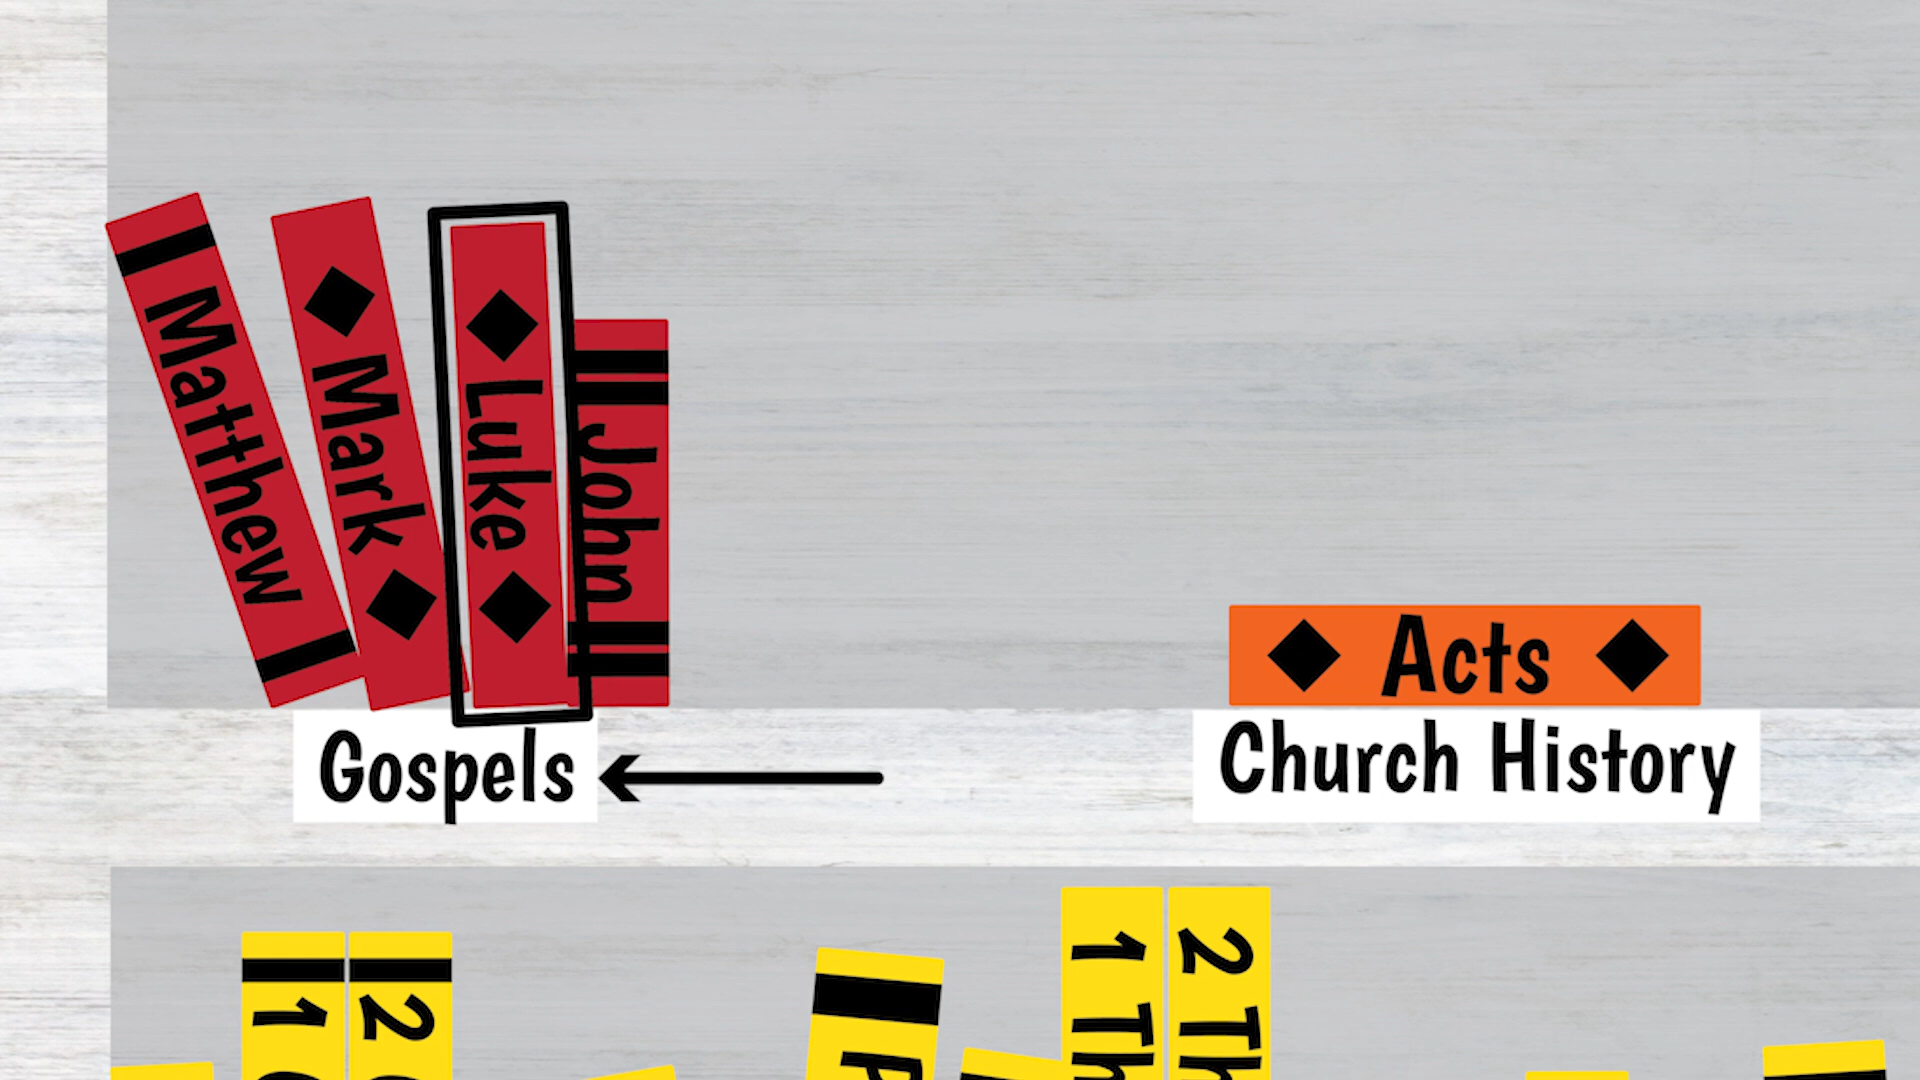 Matthew
Mark
Luke
John
Acts
Gospels
Church History
1
2
1 Th
2 Th